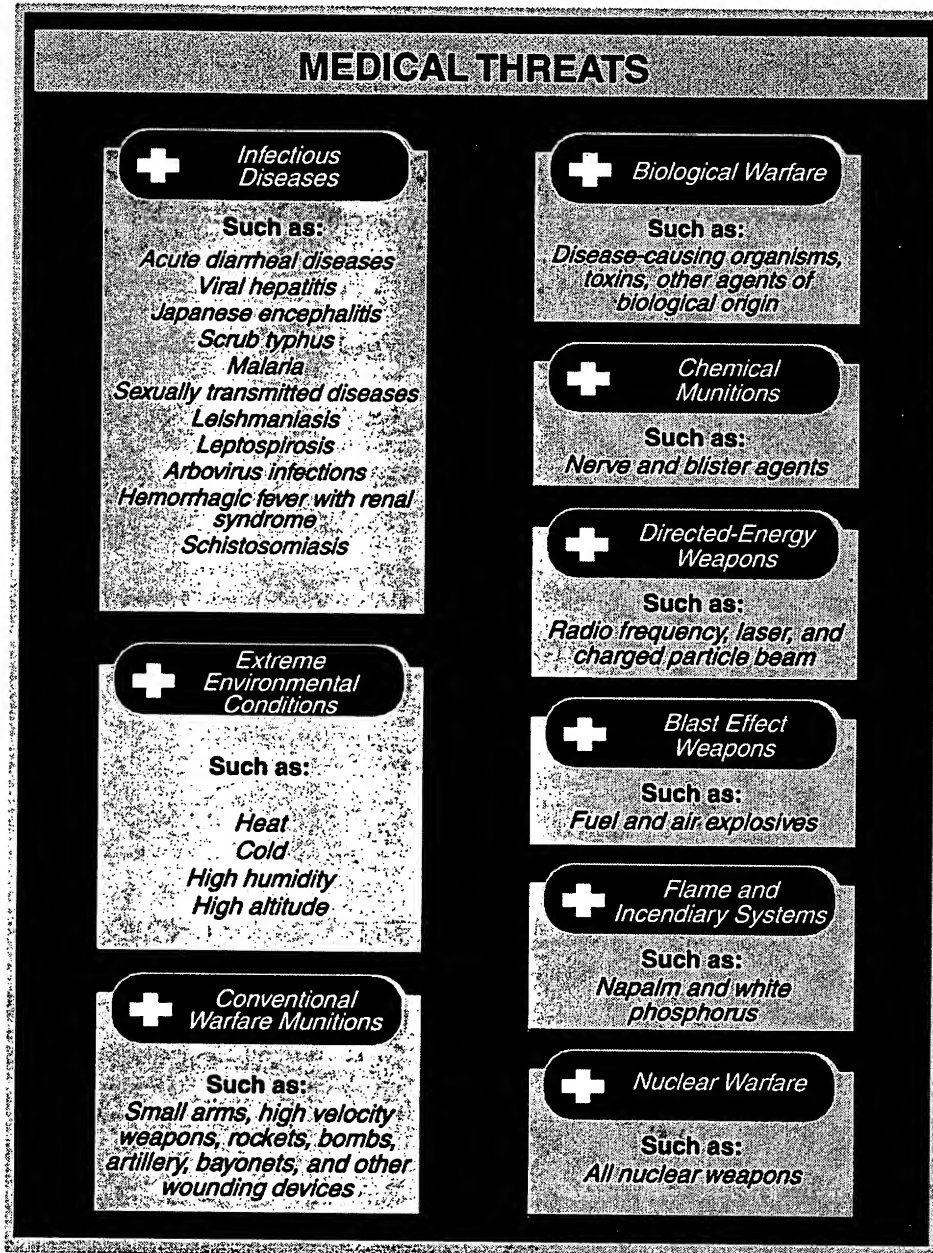 MEDICAL THREATS
Infectious
Diseases
Such as:
Acute diarrheal diseases
Viral hepatitis
Japanese encephalitis
Scrub typhus
Malaria
Sexually transmitted diseases
Leishmaniasis
Leptospirosis
Arbovirus infections
Hemorrhagic fever with renal
syndrome
Schistosomiasis
Extreme
Environmental
Conditions
Such as:
Heat
Cold
High humidity
High altitude
Conventional
Warfare Munitions
Such as:
Small arms, high velocity
weapons, rockets, bombs,
artillery, bayonets, and other
wounding devices
Biological Warfare
Such as:
Disease-causing organisms,
toxins, other agents of
biological origin
Chemical
Munitions
Such as:
Nerve and blister agents
Directed-Energy
Weapons
Such as:
Radio frequency, laser, and
charged particle beam
Blast Effect
Weapons
Such as:
Fuel and air explosives
Flame and
Incendiary Systems
Such as:
Napalm and white
phosphorus
Nuclear Warfare
Such as:
All nuclear weapons